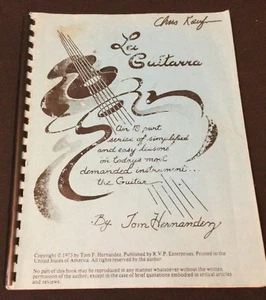 Chris
La
Guitarra
An 18 part
series of simplified
and easy lessons
on todays most
demanded instrument...
the Guitar
By Tom Hernandez
Copyright © 1973 by Tom F. Hernandez. Published by R.V.P. Enterprises. Printed in the
United States of America. All rights reserved by the author.
No part of this book may be reproduced in any manner whatsoever without the written
permission of the author, except in the case of brief quotations embodied in critical articles
and reviews.